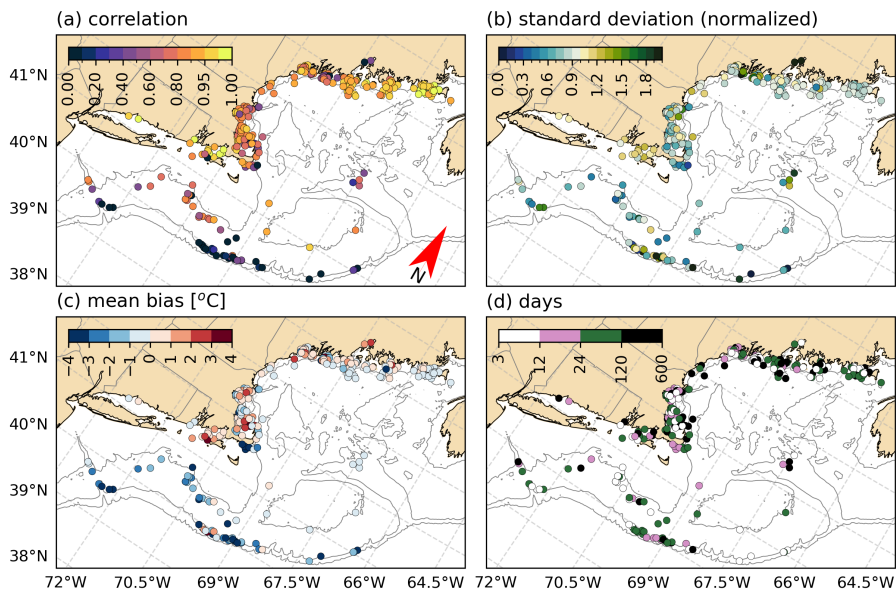 (a) correlation
(b) standard deviation (normalized)
0.00 0.20 0.40 0.60 0.80 0.95 1.00
0.0 0.3 0.6 0.9 1.2 1.5 1.8
41°N
40°N
39°N
38°N
N
(c) mean bias [°C]
(d) days
−4 −3 −2 −1 0 1 2 3 4
3 12 24 120 600
41°N
40°N
39°N
38°N
72°W 70.5°W 69°W 67.5°W 66°W 64.5°W
72°W 70.5°W 69°W 67.5°W 66°W 64.5°W